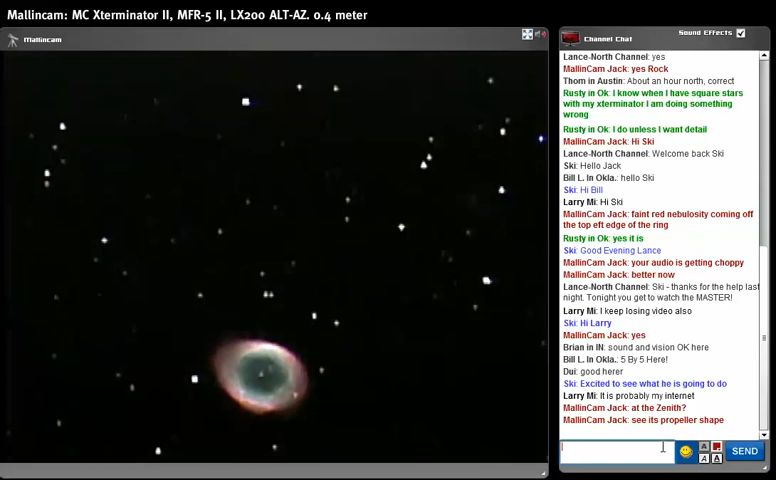 Mallincam: MC Xterminator II, MFR-5 II, LX200 ALT-AZ. 0.4 meter
Mallincam
Channel Chat
Sound Effects
Lance-North Channel: yes
MallinCam Jack: yes Rock
Thom in Austin: About an hour north, correct
Rusty in Ok: I know when I have square stars
with my xterminator I am doing something
wrong
Rusty in Ok: I do unless I want detail
MallinCam Jack: Hi Ski
Lance-North Channel: Welcome back Ski
Ski: Hello Jack
Bill L. In Okla.: hello Ski
Ski: Hi Bill
Larry Mi: Hi Ski
MallinCam Jack: faint red nebulosity coming off
the top eft edge of the ring
Rusty in Ok: yes it is
Ski: Good Evening Lance
MallinCam Jack: your audio is getting choppy
MallinCam Jack: better now
Lance-North Channel: Ski - thanks for the help last
night. Tonight you get to watch the MASTER!
Larry Mi: I keep losing video also
Ski: Hi Larry
MallinCam Jack: yes
Brian in IN: sound and vision OK here
Bill L. In Okla.: 5 By 5 Here!
Dui: good herer
Ski: Excited to see what he is going to do
Larry Mi: It is probably my internet
MallinCam Jack: at the Zenith?
MallinCam Jack: see its propeller shape
A
A A
SEND